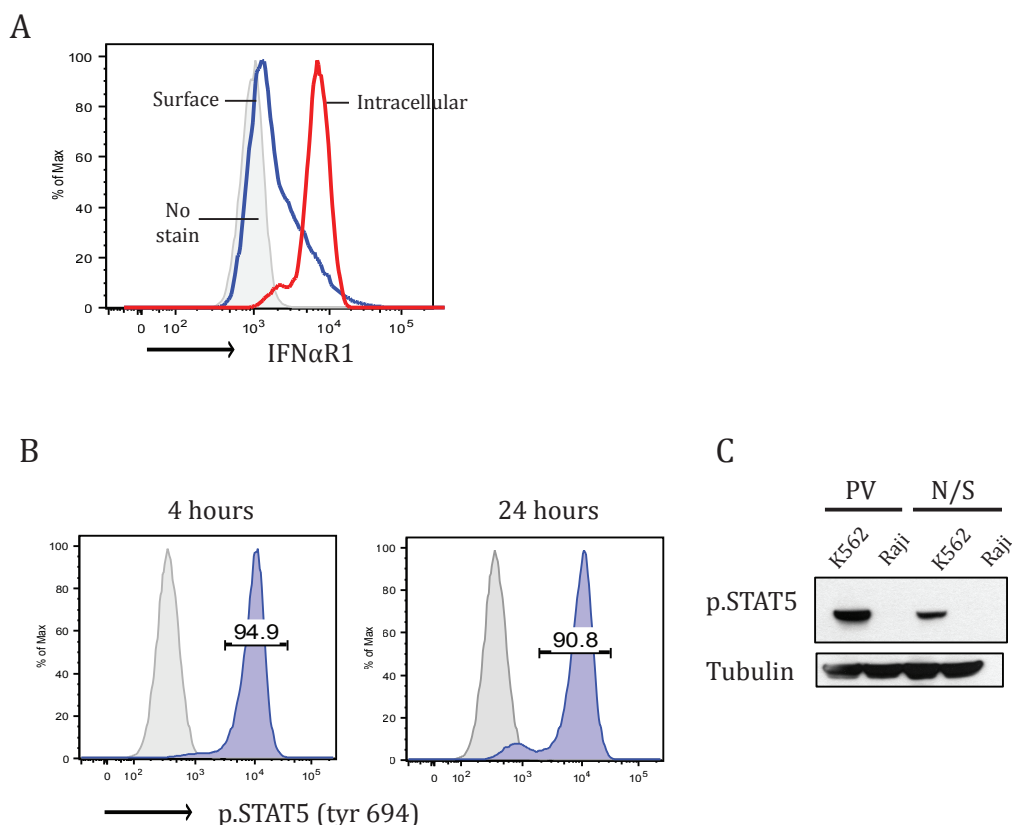 A
% of Max
100
80
60
40
20
0
Surface
Intracellular
No
stain
0 10² 10³ 10⁴ 10⁵
IFNαR1
B
4 hours
% of Max
100
80
60
40
20
0
94.9
0 10² 10³ 10⁴ 10⁵
24 hours
% of Max
100
80
60
40
20
0
90.8
0 10² 10³ 10⁴ 10⁵
p.STAT5 (tyr 694)
C
PV N/S
K562 Raji K562 Raji
p.STAT5
Tubulin